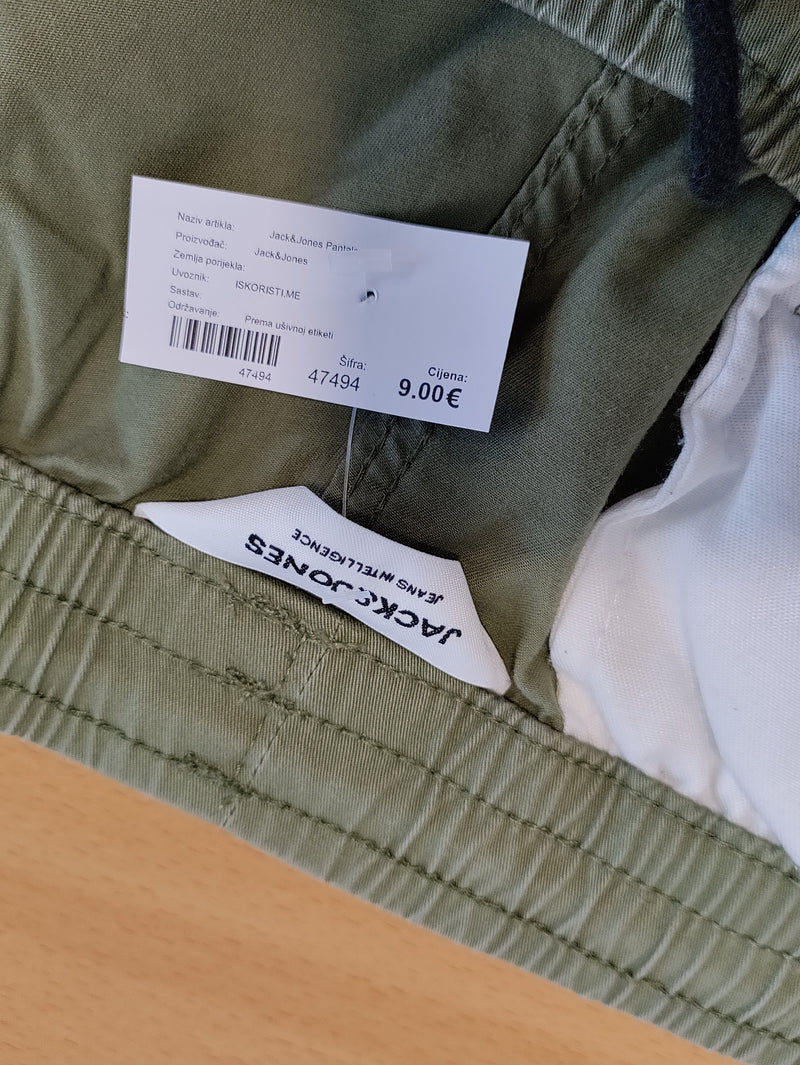 Naziv artikla: Jack&Jones
Proizvođač: Jack&Jones
Zemlja porijekla:
Uvoznik: ISKORISTI.ME
Sastav:
Održavanje: Prema ušivnoj etiketi
47494
Šifra:
47494
Cijena:
9.00€
JACK&JONES
JEANS INTELLIGENCE